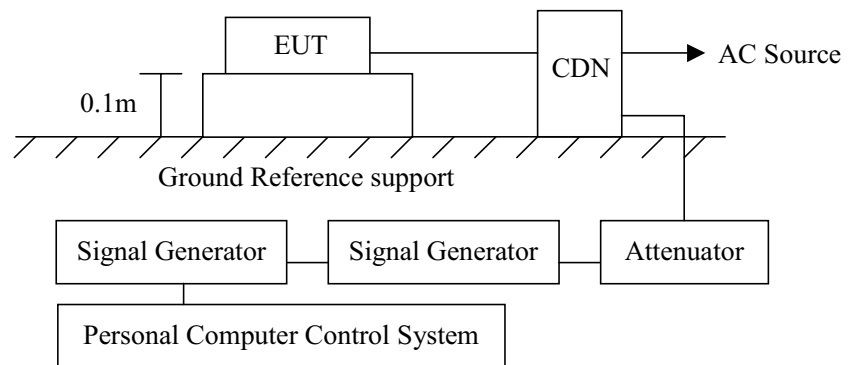 EUT
CDN
AC Source
0.1m
Ground Reference support
Signal Generator
Signal Generator
Attenuator
Personal Computer Control System